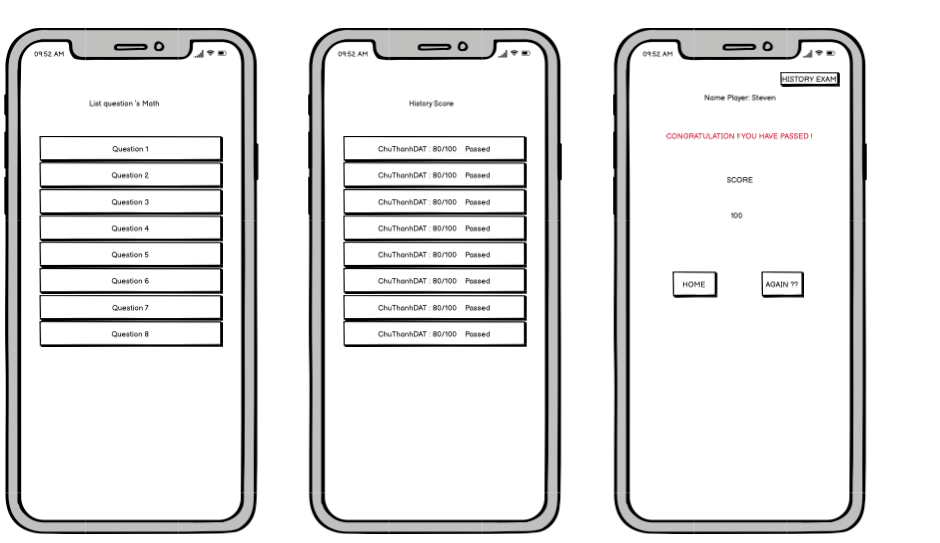 09:52 AM
List question 's Math
Question 1
Question 2
Question 3
Question 4
Question 5
Question 6
Question 7
Question 8
09:52 AM
History Score
ChuThanhDAT : 80/100 Passed
ChuThanhDAT : 80/100 Passed
ChuThanhDAT : 80/100 Passed
ChuThanhDAT : 80/100 Passed
ChuThanhDAT : 80/100 Passed
ChuThanhDAT : 80/100 Passed
ChuThanhDAT : 80/100 Passed
ChuThanhDAT : 80/100 Passed
09:52 AM
HISTORY EXAM
Name Player: Steven
CONGRATULATION !! YOU HAVE PASSED !
SCORE
100
HOME
AGAIN ??